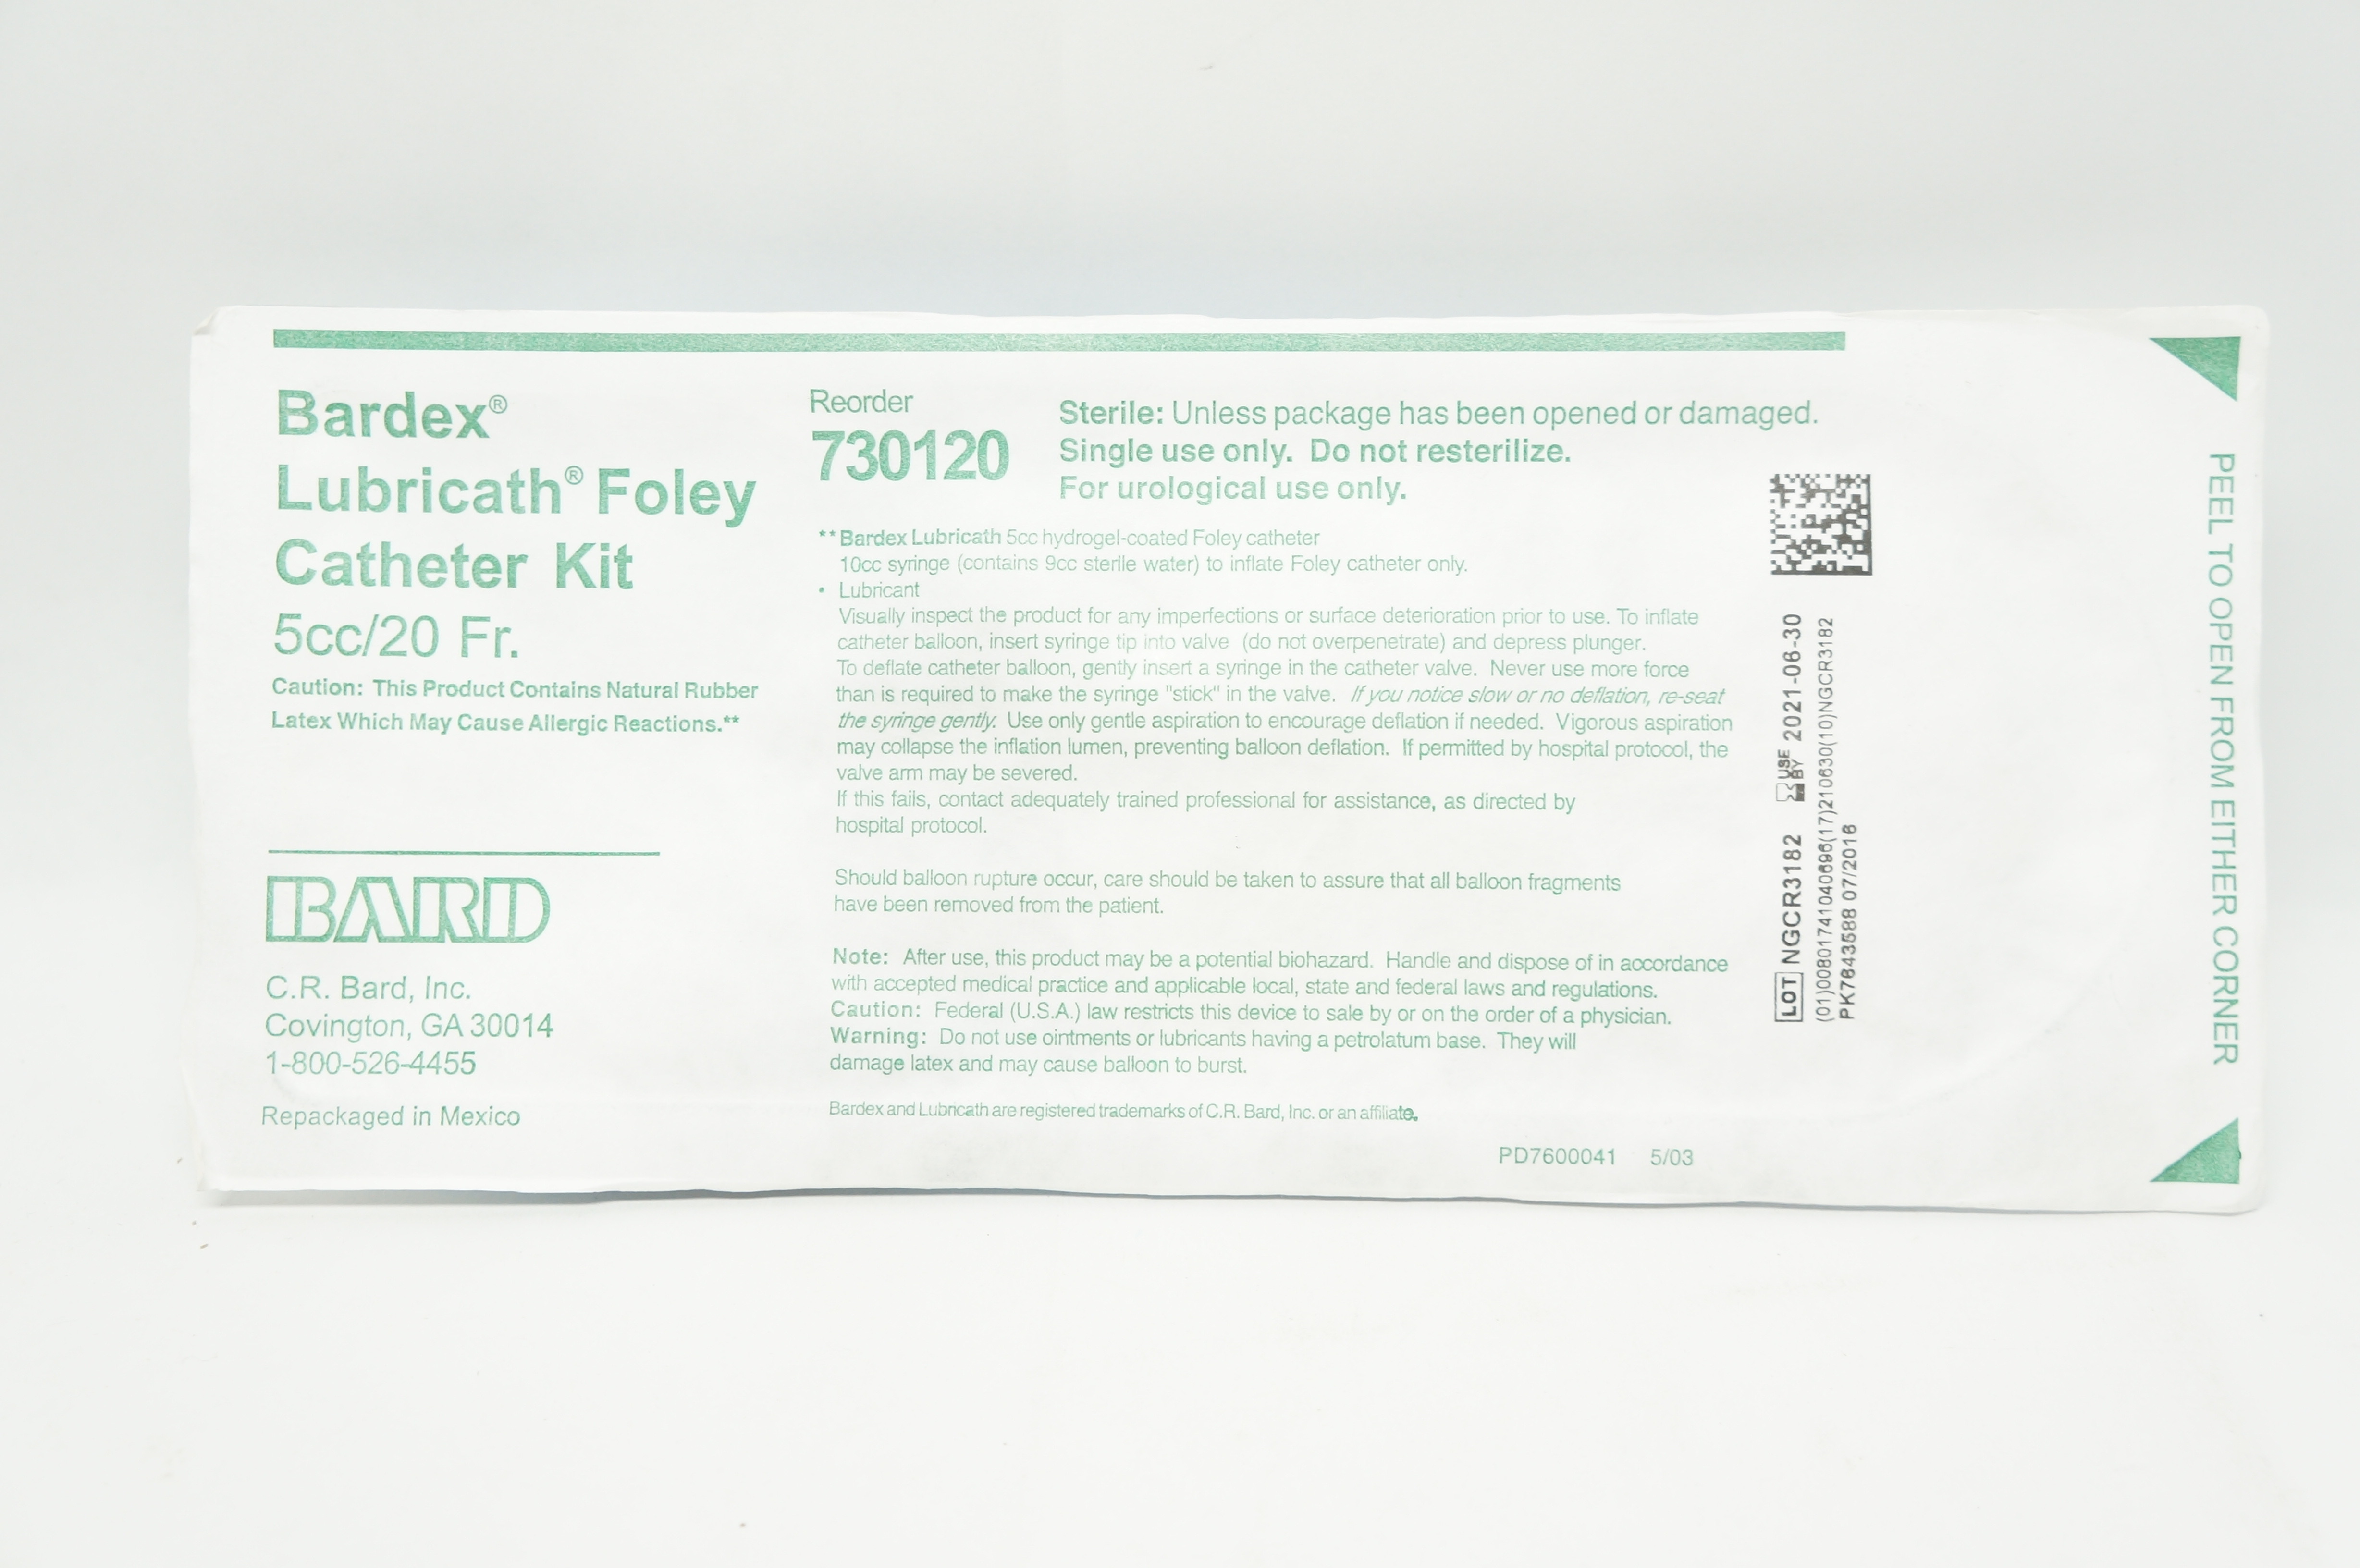 Bardex®
Lubricath® Foley
Catheter Kit
5cc/20 Fr.
Caution: This Product Contains Natural Rubber
Latex Which May Cause Allergic Reactions.**
BARD
C.R. Bard, Inc.
Covington, GA 30014
1-800-526-4455
Repackaged in Mexico
Reorder
730120
Sterile: Unless package has been opened or damaged.
Single use only. Do not resterilize.
For urological use only.
**Bardex Lubricath 5cc hydrogel-coated Foley catheter
10cc syringe (contains 9cc sterile water) to inflate Foley catheter only.
• Lubricant
Visually inspect the product for any imperfections or surface deterioration prior to use. To inflate
catheter balloon, insert syringe tip into valve (do not overpenetrate) and depress plunger.
To deflate catheter balloon, gently insert a syringe in the catheter valve. Never use more force
than is required to make the syringe "stick" in the valve. If you notice slow or no deflation, re-seat
the syringe gently. Use only gentle aspiration to encourage deflation if needed. Vigorous aspiration
may collapse the inflation lumen, preventing balloon deflation. If permitted by hospital protocol, the
valve arm may be severed.
If this fails, contact adequately trained professional for assistance, as directed by
hospital protocol.
Should balloon rupture occur, care should be taken to assure that all balloon fragments
have been removed from the patient.
Note: After use, this product may be a potential biohazard. Handle and dispose of in accordance
with accepted medical practice and applicable local, state and federal laws and regulations.
Caution: Federal (U.S.A.) law restricts this device to sale by or on the order of a physician.
Warning: Do not use ointments or lubricants having a petrolatum base. They will
damage latex and may cause balloon to burst.
Bardex and Lubricath are registered trademarks of C.R. Bard, Inc. or an affiliate.
PD7600041 5/03
LOT NGCR3182 USE BY 2021-06-30
(01)00801741040696(17)210630(10)NGCR3182
PK7643588 07/2016
PEEL TO OPEN FROM EITHER CORNER